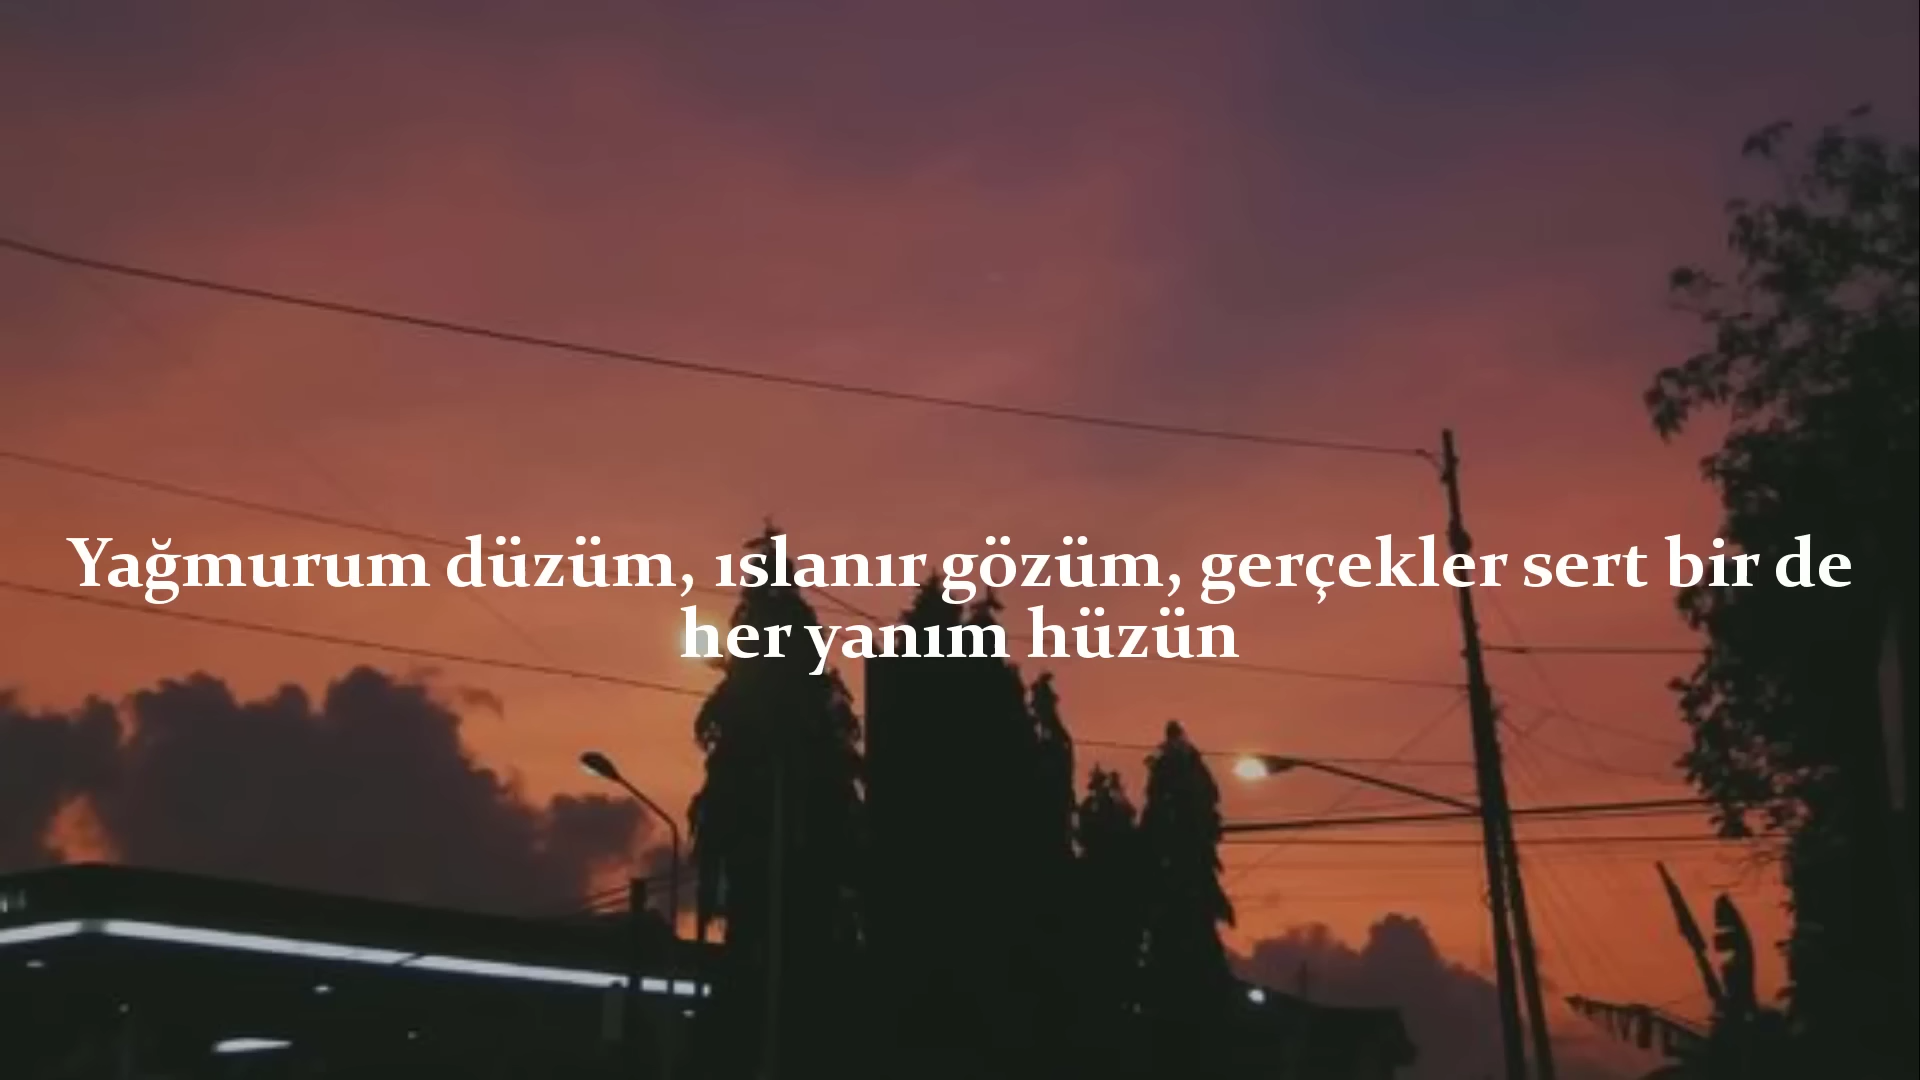 Yağmurum düzüm, ıslanır gözüm, gerçekler sert bir de
her yanım hüzün